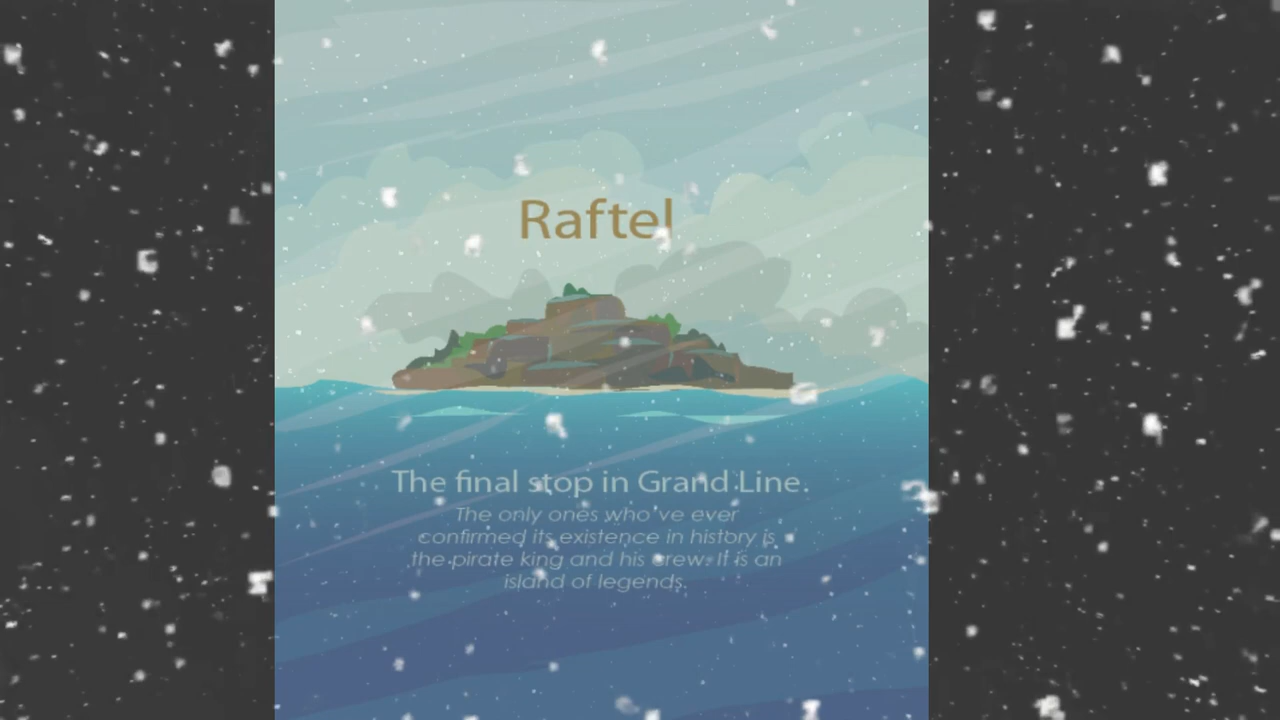 Raftel
The final stop in Grand Line.
The only ones who've ever
confirmed its existence in history is
the pirate king and his crew. It is an
island of legends.